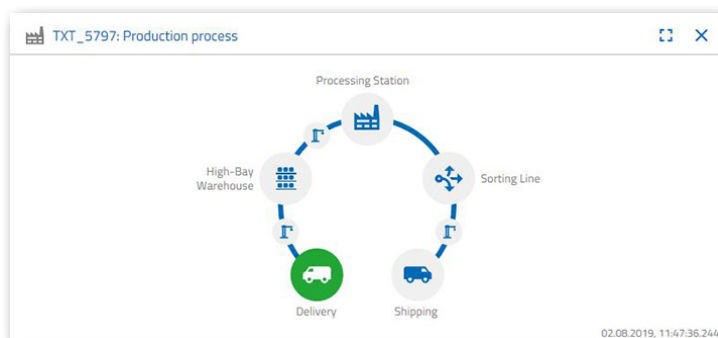 TXT_5797: Production process
Processing Station
High-Bay
Warehouse
Sorting Line
Delivery
Shipping
02.08.2019, 11:47:36.244